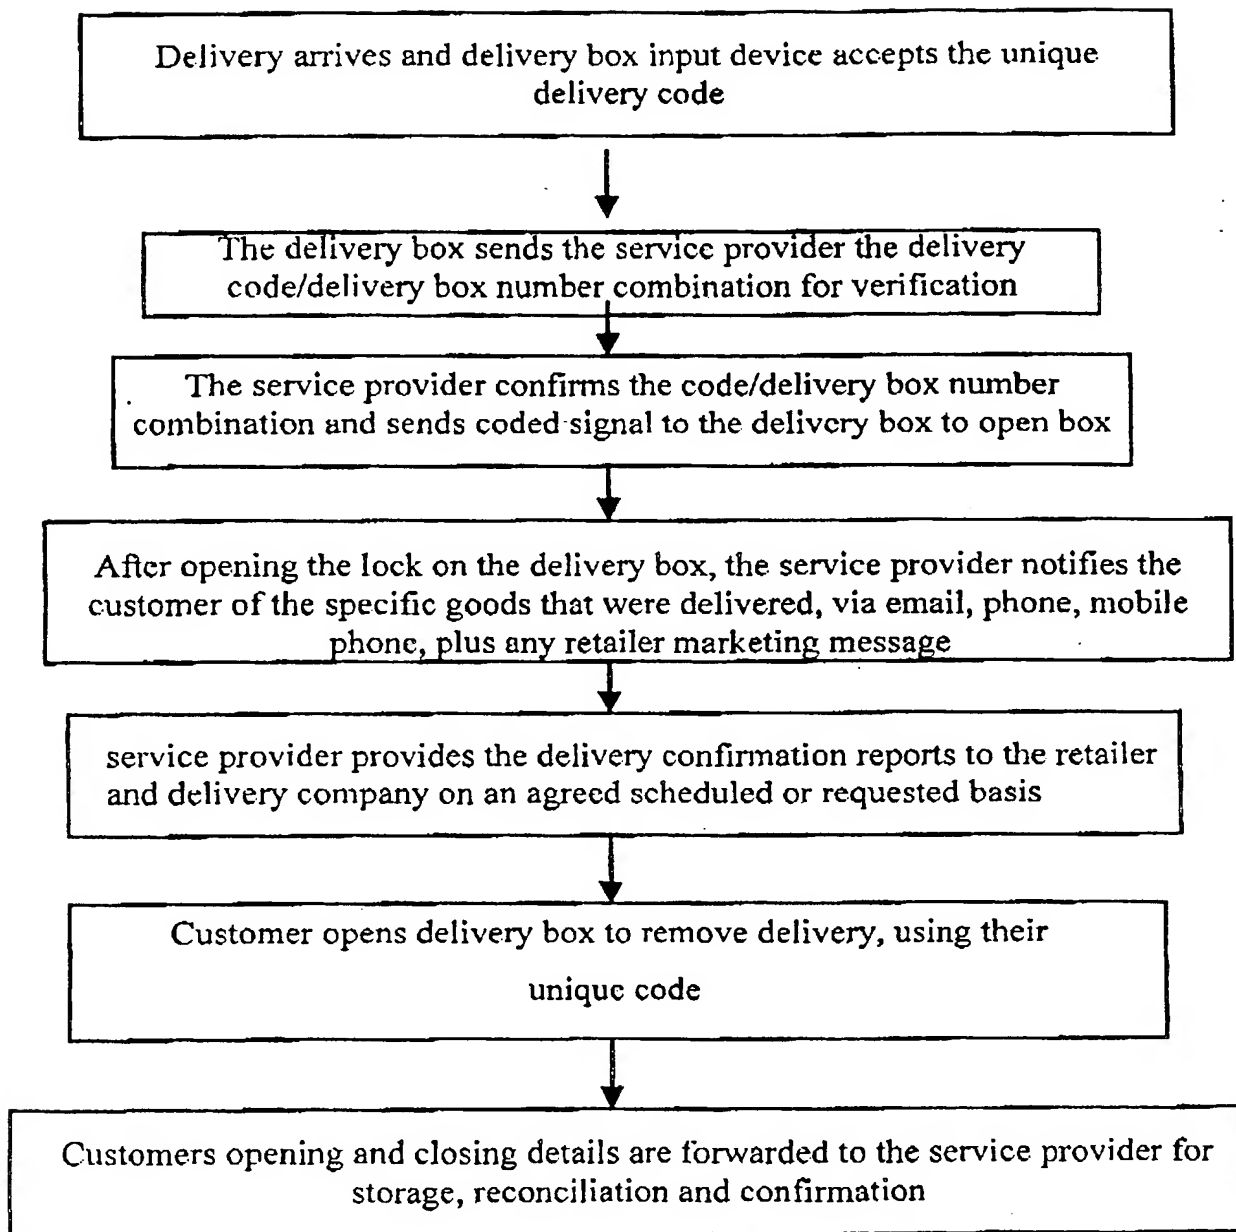 Delivery arrives and delivery box input device accepts the unique
delivery code
The delivery box sends the service provider the delivery
code/delivery box number combination for verification
The service provider confirms the code/delivery box number
combination and sends coded signal to the delivery box to open box
After opening the lock on the delivery box, the service provider notifies the
customer of the specific goods that were delivered, via email, phone, mobile
phone, plus any retailer marketing message
service provider provides the delivery confirmation reports to the retailer
and delivery company on an agreed scheduled or requested basis
Customer opens delivery box to remove delivery, using their
unique code
Customers opening and closing details are forwarded to the service provider for
storage, reconciliation and confirmation